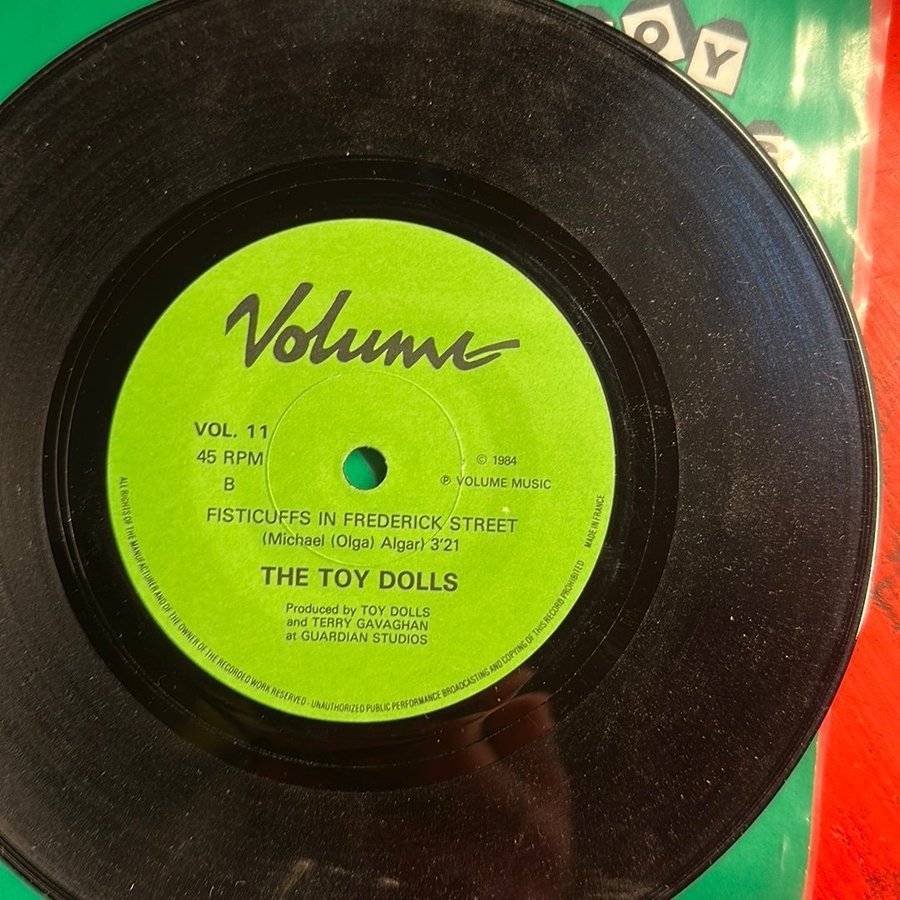 OY
Volume
VOL. 11
45 RPM
B
© 1984
℗ VOLUME MUSIC
FISTICUFFS IN FREDERICK STREET
(Michael (Olga) Algar) 3'21
THE TOY DOLLS
Produced by TOY DOLLS
and TERRY GAVAGHAN
at GUARDIAN STUDIOS
ALL RIGHTS OF THE MANUFACTURER AND OF THE OWNER OF THE RECORDED WORK RESERVED · UNAUTHORIZED PUBLIC PERFORMANCE BROADCASTING AND COPYING OF THIS RECORD PROHIBITED
MADE IN FRANCE